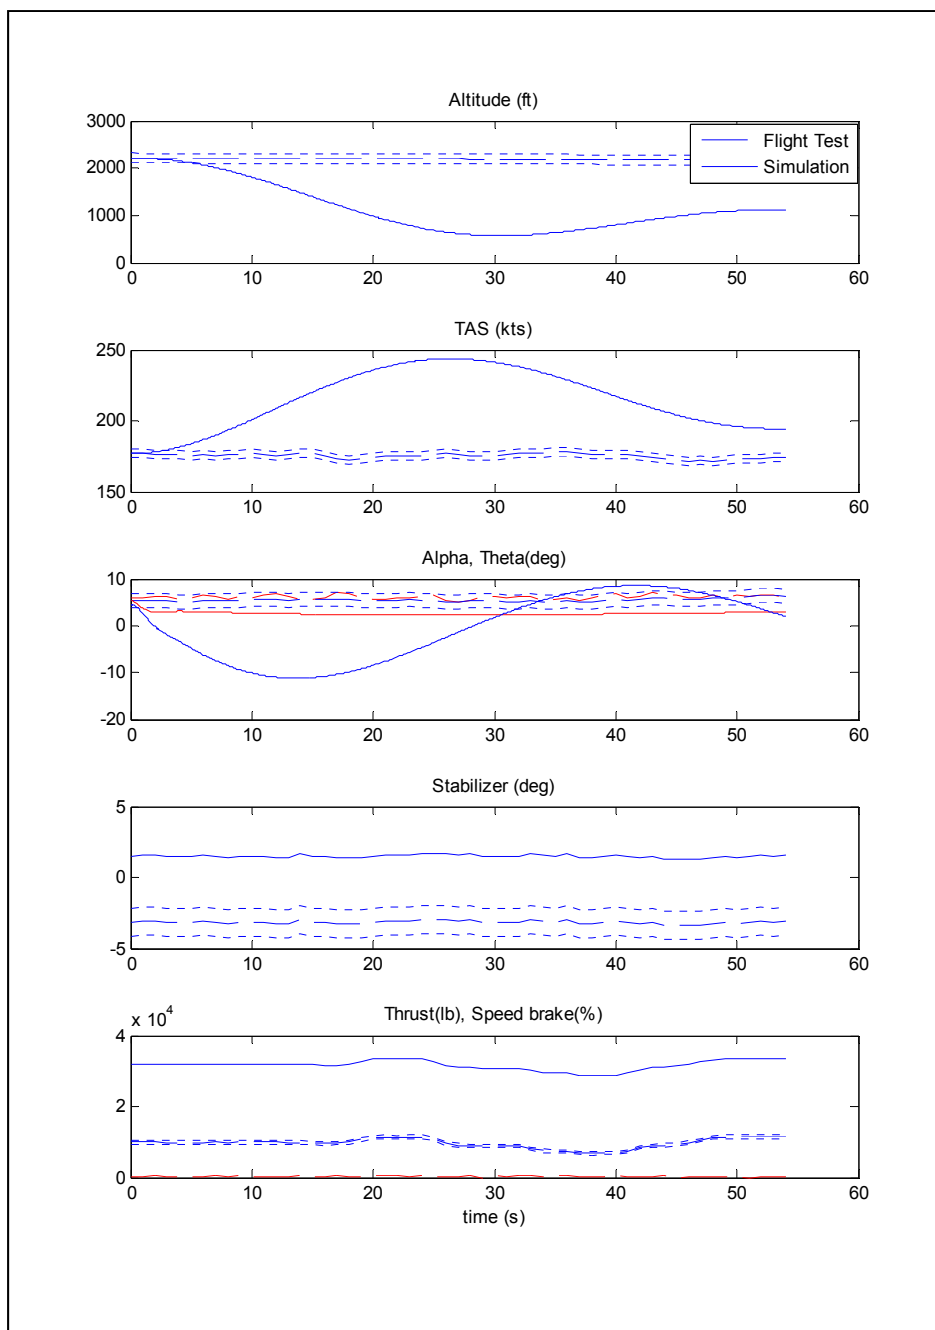 Altitude (ft)
3000
2000
1000
0
Flight Test
Simulation
0 10 20 30 40 50 60
TAS (kts)
250
200
150
0 10 20 30 40 50 60
Alpha, Theta(deg)
10
0
-10
-20
0 10 20 30 40 50 60
Stabilizer (deg)
5
0
-5
0 10 20 30 40 50 60
Thrust(lb), Speed brake(%)
x 10^4
4
2
0
0 10 20 30 40 50 60
time (s)